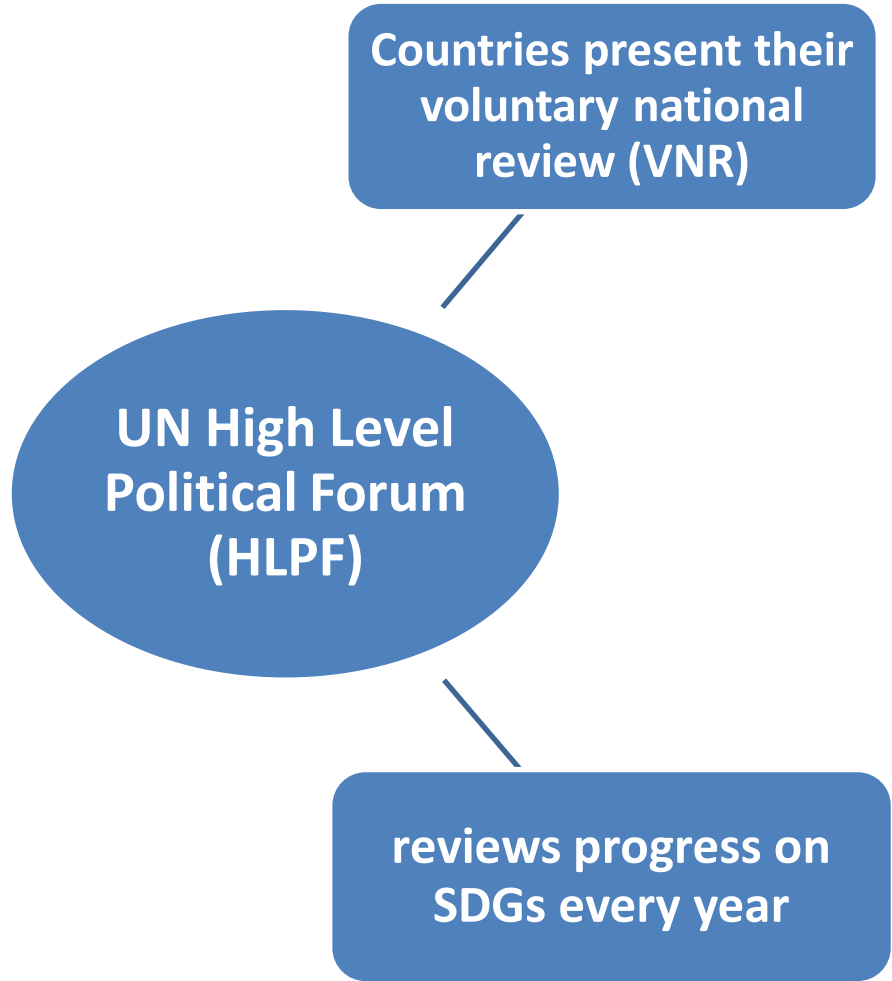 Countries present their
voluntary national
review (VNR)
UN High Level
Political Forum
(HLPF)
reviews progress on
SDGs every year